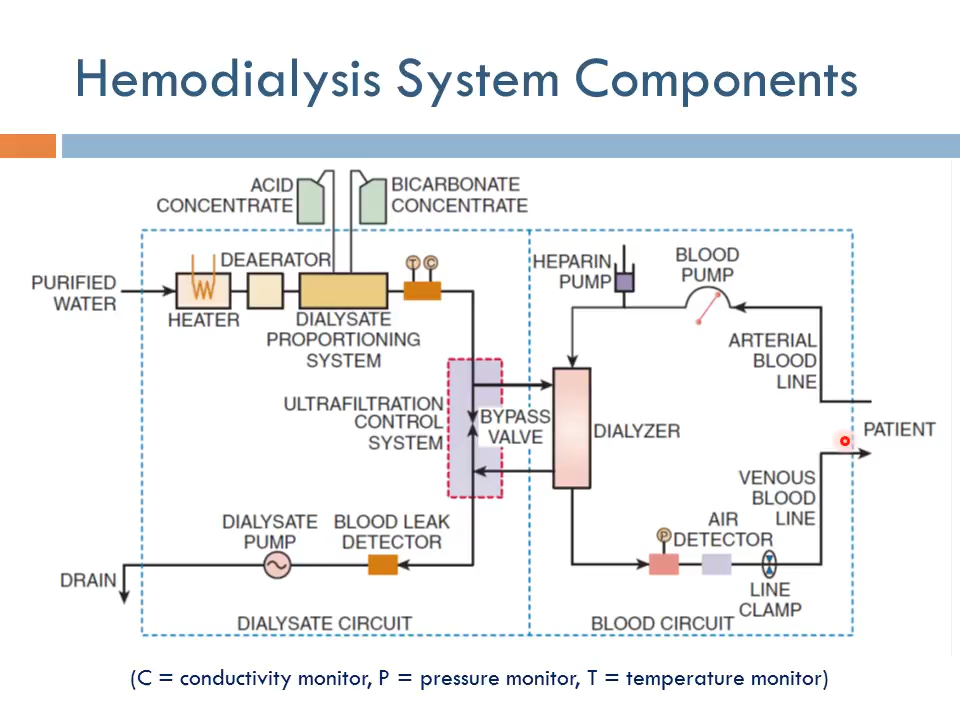 Hemodialysis System Components
ACID
CONCENTRATE
BICARBONATE
CONCENTRATE
PURIFIED
WATER
HEATER
DEAERATOR
DIALYSATE
PROPORTIONING
SYSTEM
T C
HEPARIN
PUMP
BLOOD
PUMP
ARTERIAL
BLOOD
LINE
ULTRAFILTRATION
CONTROL
SYSTEM
BYPASS
VALVE
DIALYZER
PATIENT
VENOUS
BLOOD
LINE
DIALYSATE
PUMP
BLOOD LEAK
DETECTOR
P
AIR
DETECTOR
LINE
CLAMP
DRAIN
DIALYSATE CIRCUIT
BLOOD CIRCUIT
(C = conductivity monitor, P = pressure monitor, T = temperature monitor)